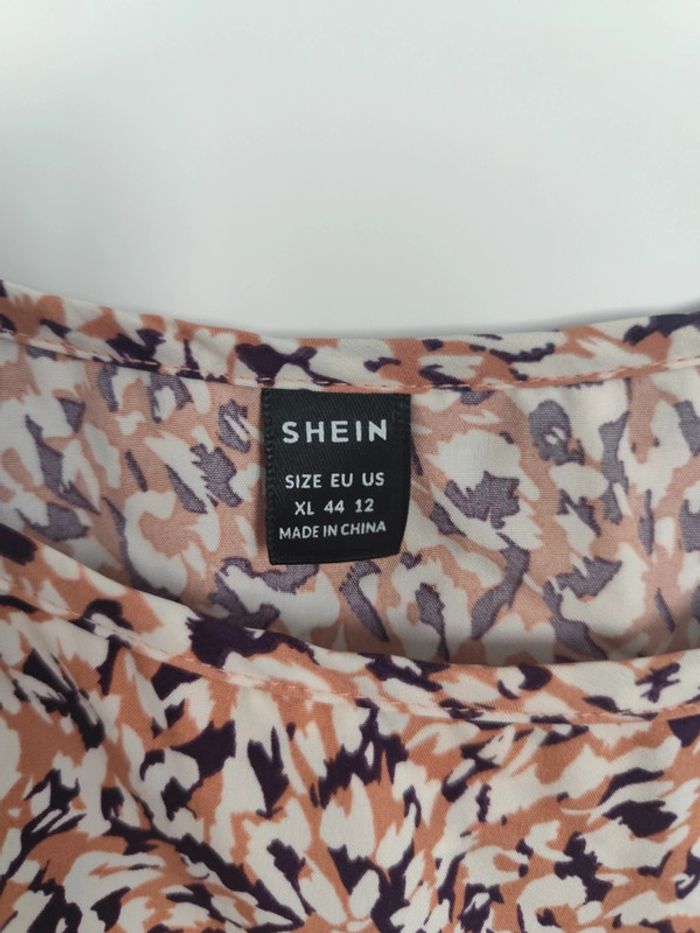 SHEIN
SIZE EU US
XL 44 12
MADE IN CHINA